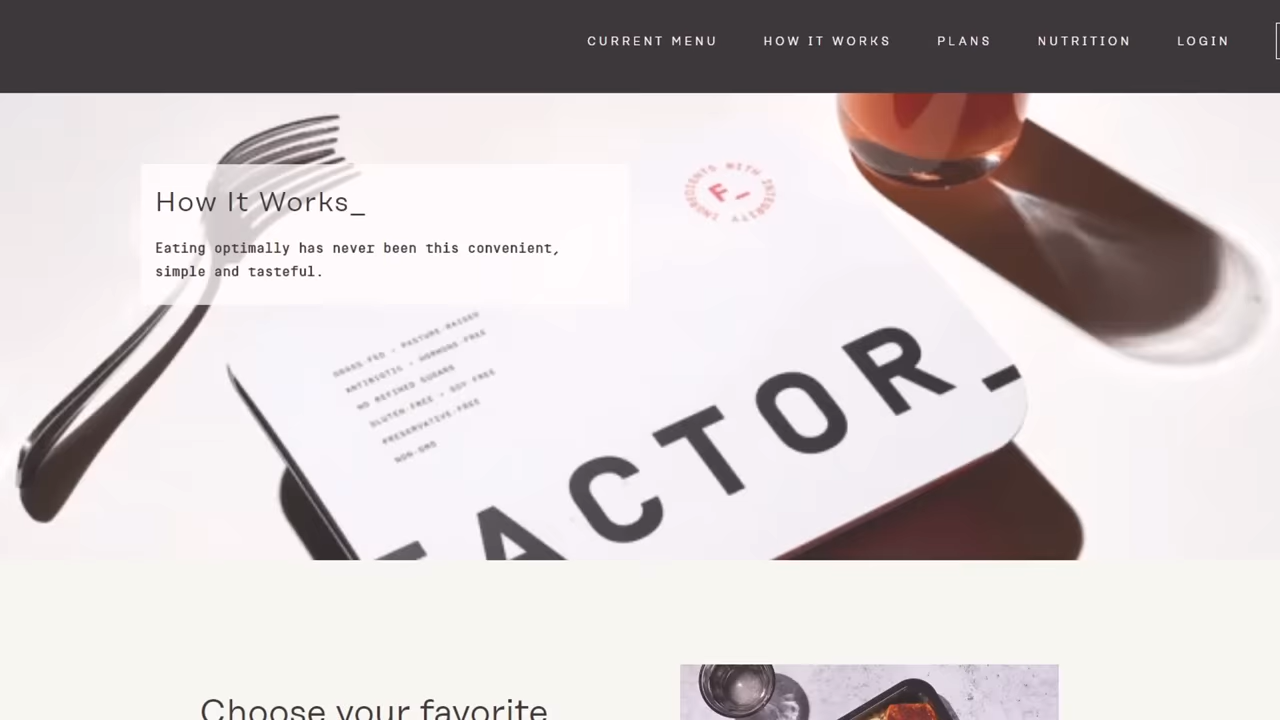 CURRENT MENU HOW IT WORKS PLANS NUTRITION LOGIN
INGREDIENTS WITH INTEGRITY
F_
How It Works_
Eating optimally has never been this convenient,
simple and tasteful.
GRASS-FED - PASTURE-RAISED
ANTIBIOTIC - HORMONE-FREE
NO REFINED SUGARS
GLUTEN-FREE - SOY FREE
PRESERVATIVE-FREE
NON-GMO
FACTOR_
Choose your favorite